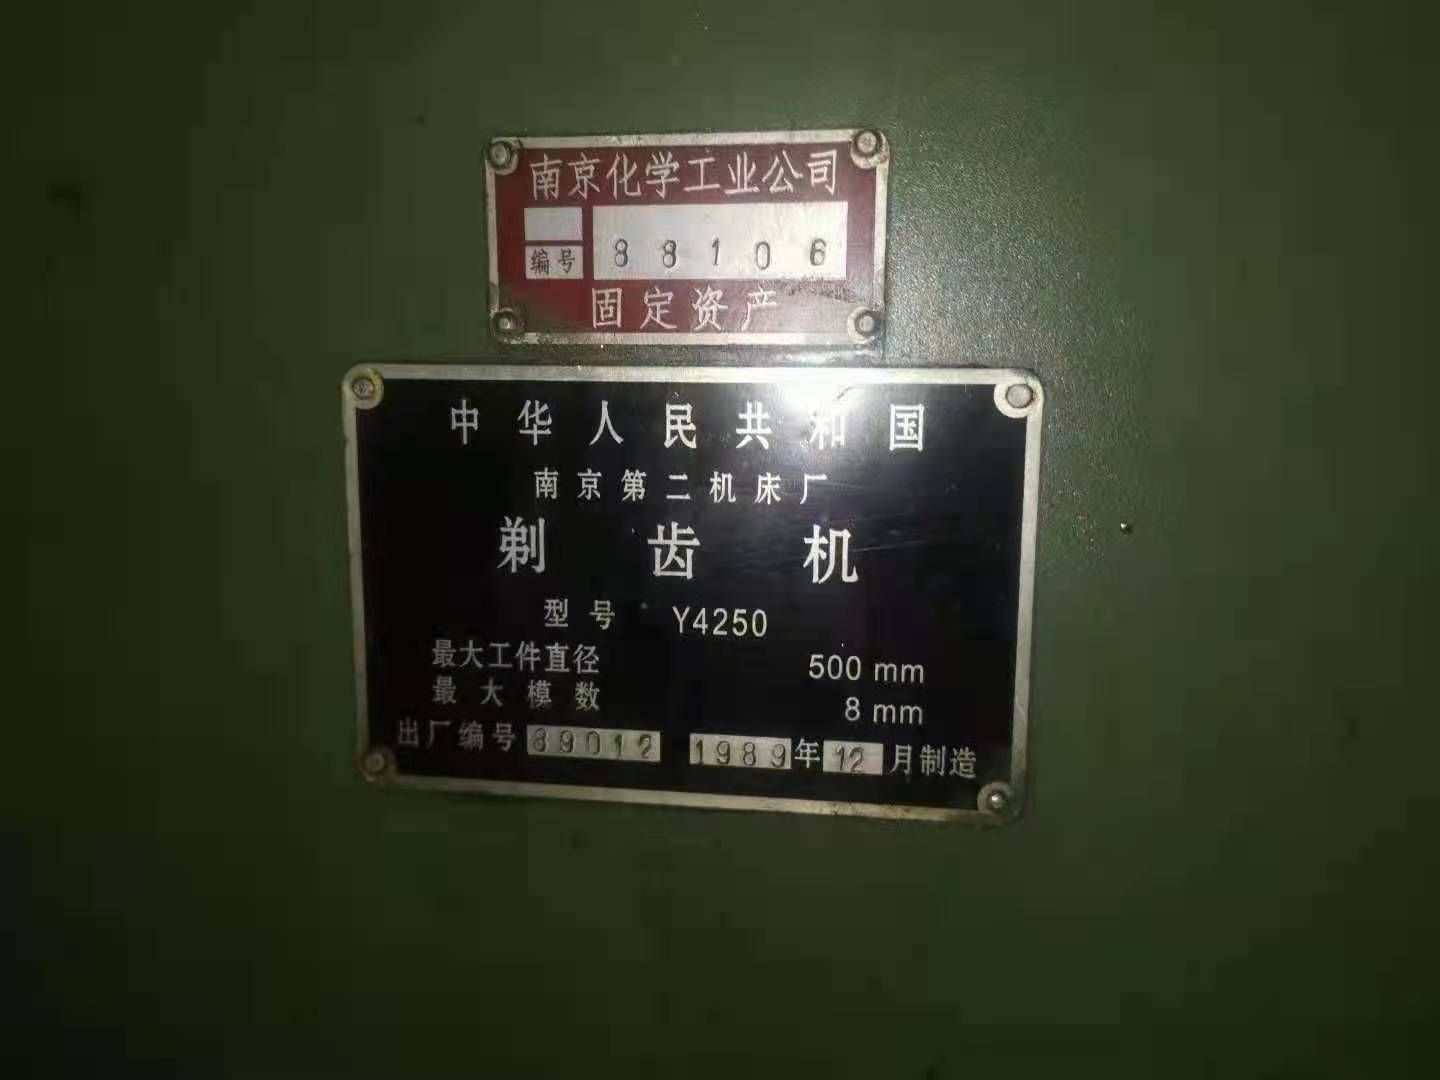 南京化学工业公司
编号 88106
固定资产
中华人民共和国
南京第二机床厂
剃齿机
型号 Y4250
最大工件直径 500 mm
最大模数 8 mm
出厂编号 89012 1989年12月制造